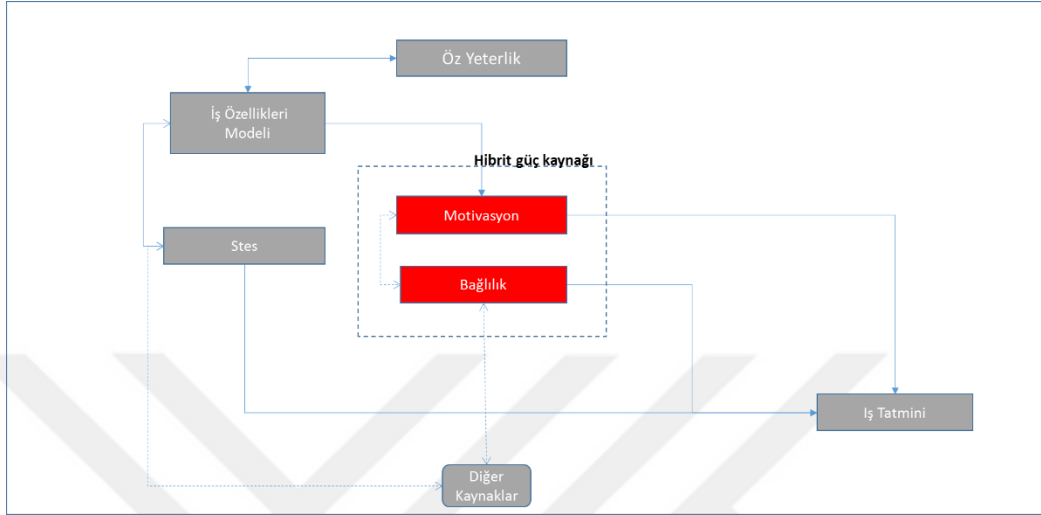 Öz Yeterlik
İş Özellikleri
Modeli
Hibrit güç kaynağı
Motivasyon
Stes
Bağlılık
Iş Tatmini
Diğer
Kaynaklar